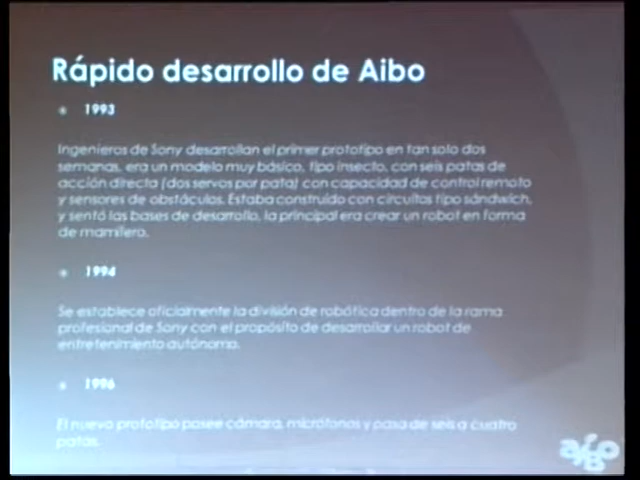 Rápido desarrollo de Aibo
1993
Ingenieros de Sony desarrollan el primer prototipo en tan solo dos
semanas, era un modelo muy básico, tipo insecto, con seis patas de
acción directa (dos servos por pata) con capacidad de control remoto
y sensores de obstáculos. Estaba construido con circuitos tipo sándwich,
y sentó las bases de desarrollo, la principal era crear un robot en forma
de mamífero.
1994
Se establece oficialmente la división de robótica dentro de la rama
profesional de Sony con el propósito de desarrollar un robot de
entretenimiento autónomo.
1996
El nuevo prototipo posee cámara, micrófonos y pasa de seis a cuatro
patas.
aibo